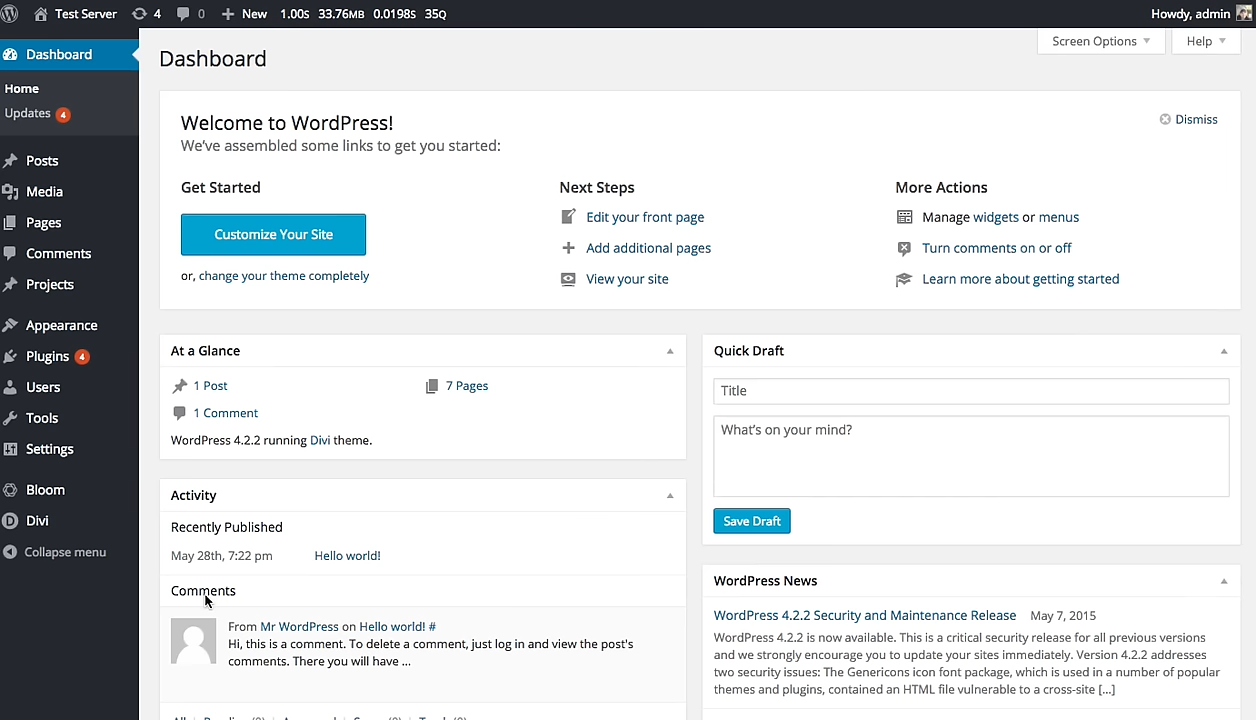 Test Server 4 0 New 1.00s 33.76MB 0.0198s 35Q Howdy, admin
Dashboard
Home
Updates 4
Posts
Media
Pages
Comments
Projects
Appearance
Plugins 4
Users
Tools
Settings
Bloom
Divi
Collapse menu
Screen Options Help
Dashboard
Welcome to WordPress!
Dismiss
We've assembled some links to get you started:
Get Started
Customize Your Site
or, change your theme completely
Next Steps
Edit your front page
Add additional pages
View your site
More Actions
Manage widgets or menus
Turn comments on or off
Learn more about getting started
At a Glance
1 Post 7 Pages
1 Comment
WordPress 4.2.2 running Divi theme.
Activity
Recently Published
May 28th, 7:22 pm Hello world!
Comments
From Mr WordPress on Hello world! #
Hi, this is a comment. To delete a comment, just log in and view the post's
comments. There you will have ...
Quick Draft
Title
What's on your mind?
Save Draft
WordPress News
WordPress 4.2.2 Security and Maintenance Release May 7, 2015
WordPress 4.2.2 is now available. This is a critical security release for all previous versions
and we strongly encourage you to update your sites immediately. Version 4.2.2 addresses
two security issues: The Genericons icon font package, which is used in a number of popular
themes and plugins, contained an HTML file vulnerable to a cross-site [...]